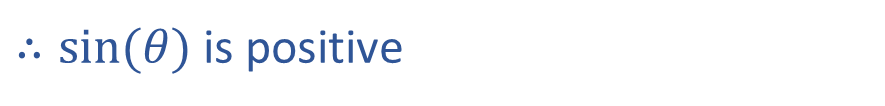 ∴ sin(θ) is positive